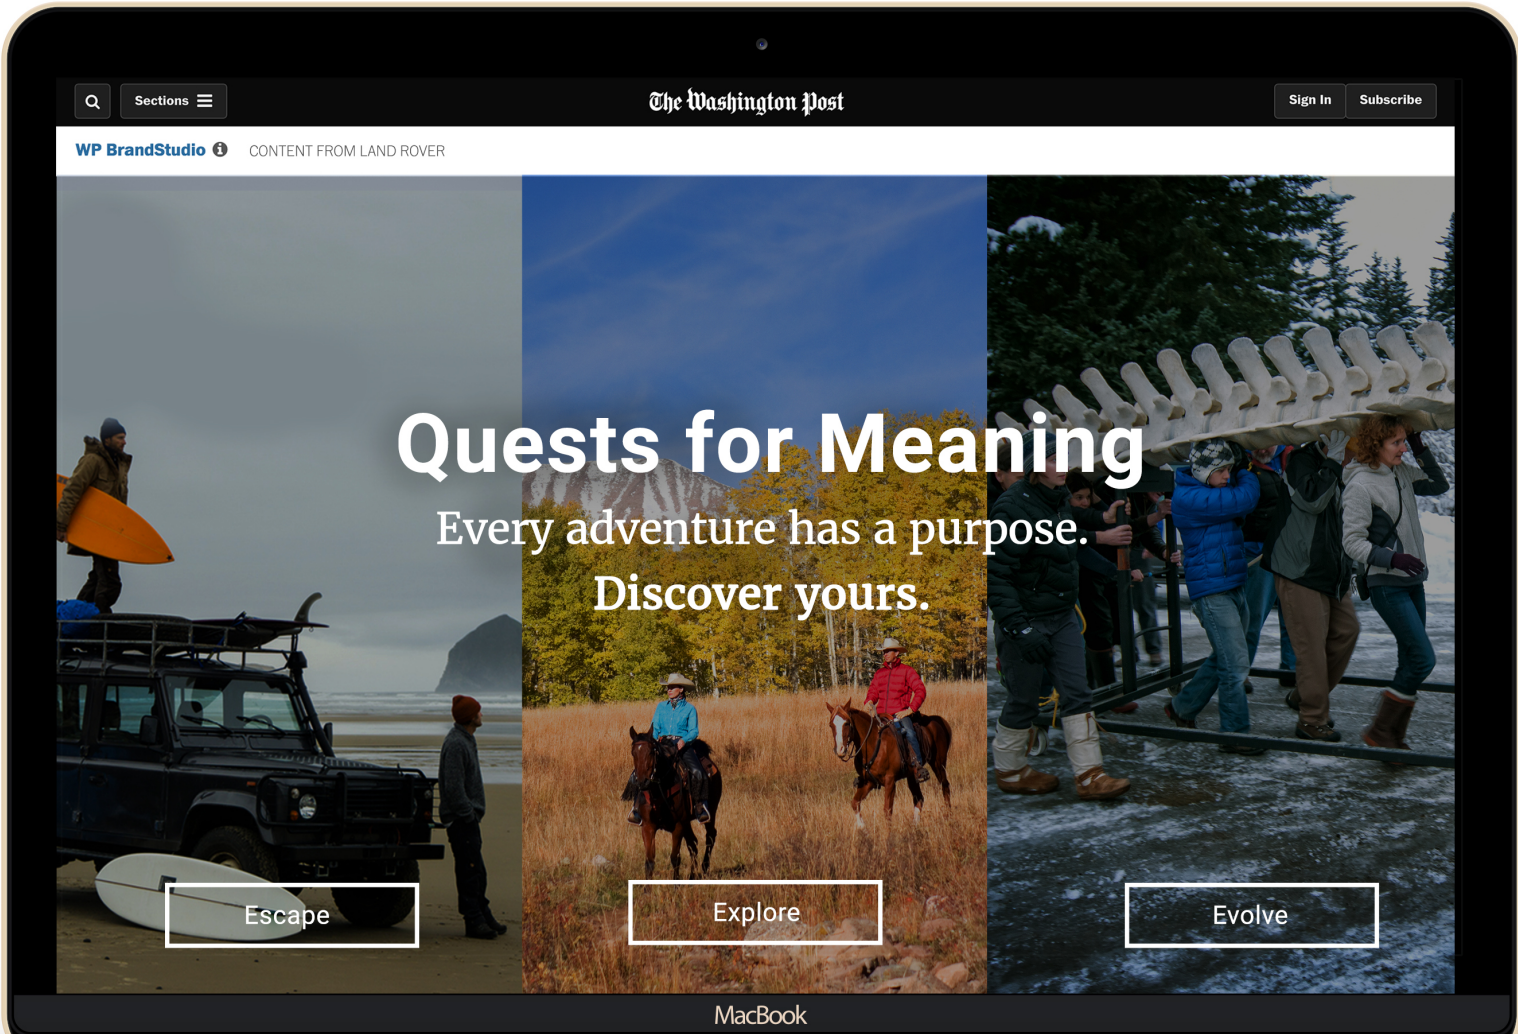 Sections
The Washington Post
Sign In
Subscribe
WP BrandStudio
CONTENT FROM LAND ROVER
Quests for Meaning
Every adventure has a purpose.
Discover yours.
Escape
Explore
Evolve
MacBook